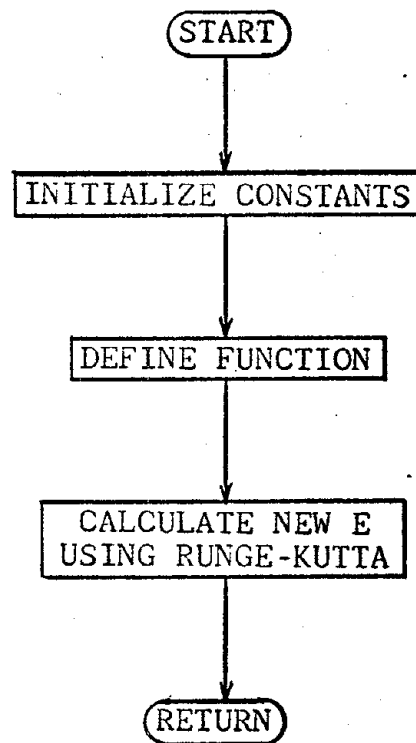 START
INITIALIZE CONSTANTS
DEFINE FUNCTION
CALCULATE NEW E
USING RUNGE-KUTTA
RETURN